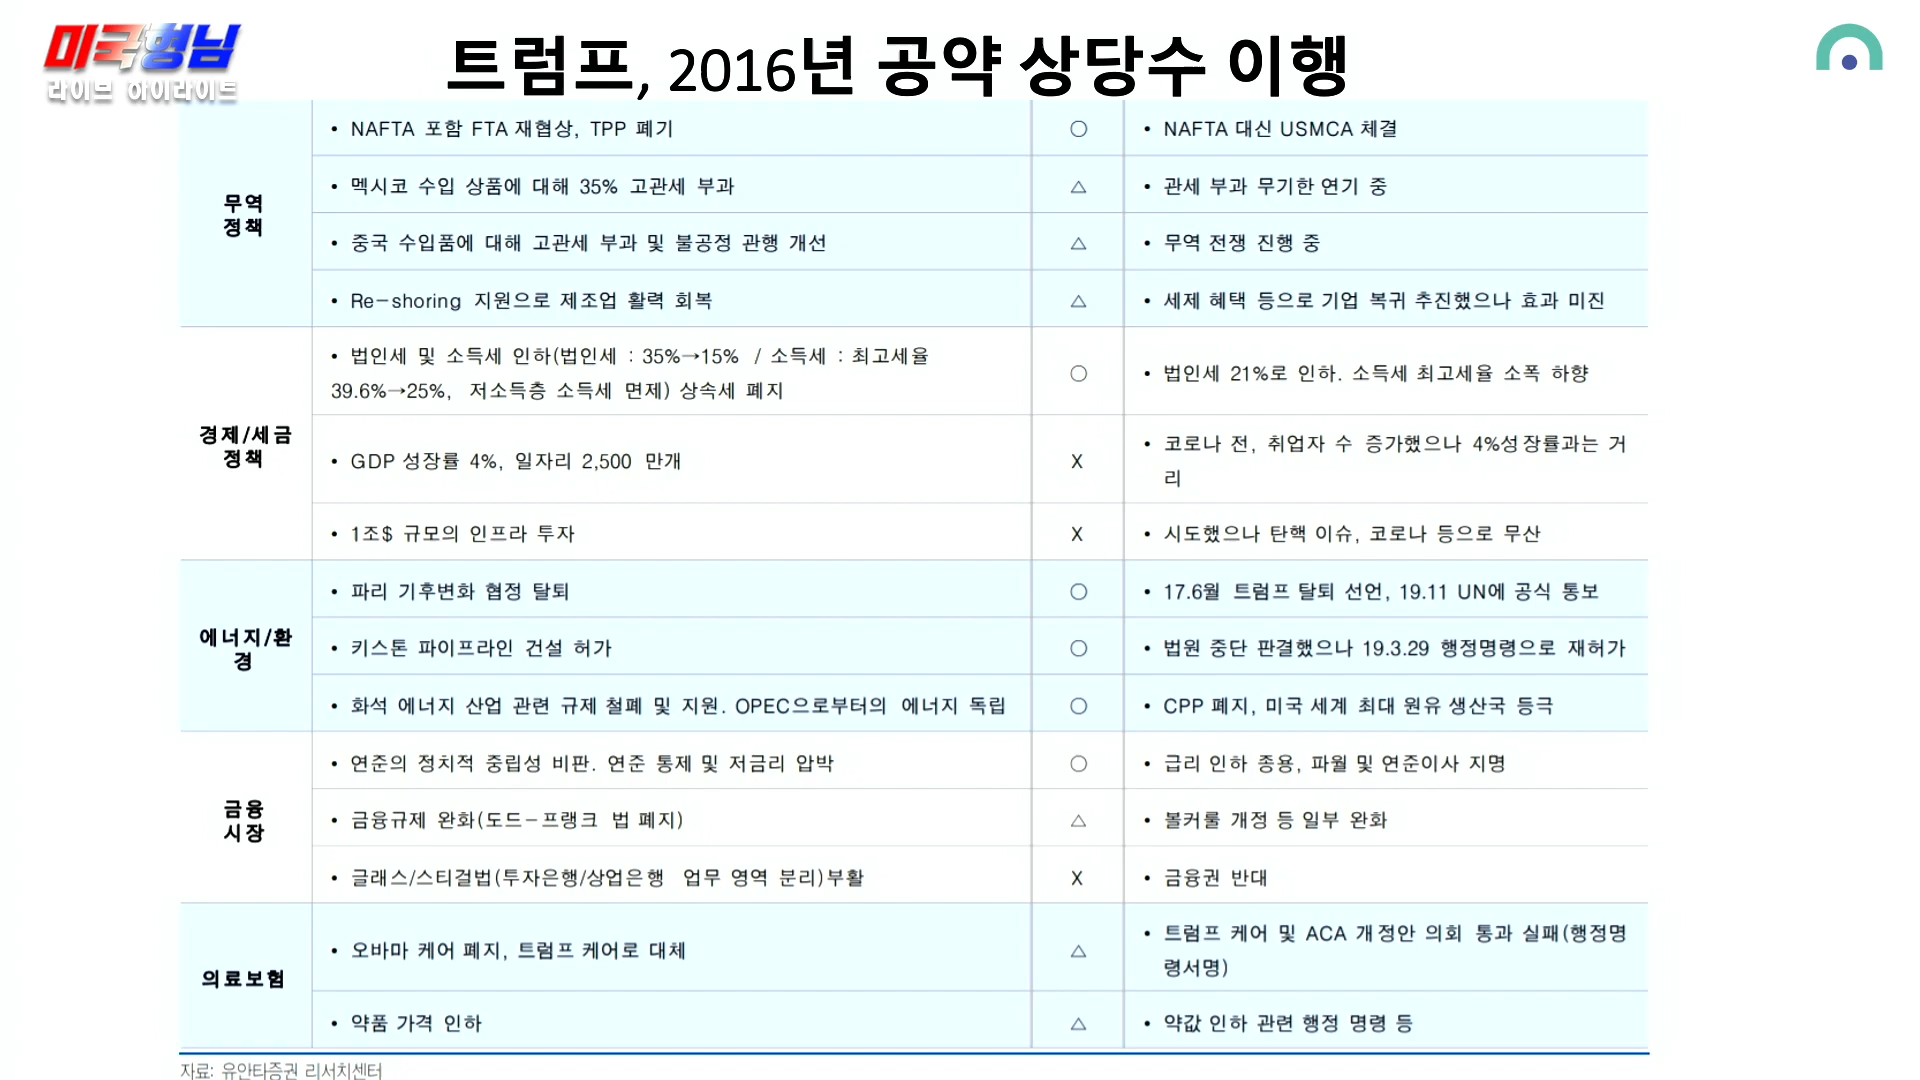 미국형님
라이브 하이라이트
트럼프, 2016년 공약 상당수 이행
무역
정책
• NAFTA 포함 FTA 재협상, TPP 폐기
○
• NAFTA 대신 USMCA 체결
• 멕시코 수입 상품에 대해 35% 고관세 부과
△
• 관세 부과 무기한 연기 중
• 중국 수입품에 대해 고관세 부과 및 불공정 관행 개선
△
• 무역 전쟁 진행 중
• Re-shoring 지원으로 제조업 활력 회복
△
• 세제 혜택 등으로 기업 복귀 추진했으나 효과 미진
경제/세금
정책
• 법인세 및 소득세 인하(법인세 : 35%→15% / 소득세 : 최고세율
39.6%→25%, 저소득층 소득세 면제) 상속세 폐지
○
• 법인세 21%로 인하. 소득세 최고세율 소폭 하향
• GDP 성장률 4%, 일자리 2,500 만개
X
• 코로나 전, 취업자 수 증가했으나 4%성장률과는 거
리
• 1조$ 규모의 인프라 투자
X
• 시도했으나 탄핵 이슈, 코로나 등으로 무산
에너지/환
경
• 파리 기후변화 협정 탈퇴
○
• 17.6월 트럼프 탈퇴 선언, 19.11 UN에 공식 통보
• 키스톤 파이프라인 건설 허가
○
• 법원 중단 판결했으나 19.3.29 행정명령으로 재허가
• 화석 에너지 산업 관련 규제 철폐 및 지원. OPEC으로부터의 에너지 독립
○
• CPP 폐지, 미국 세계 최대 원유 생산국 등극
금융
시장
• 연준의 정치적 중립성 비판. 연준 통제 및 저금리 압박
○
• 금리 인하 종용, 파월 및 연준이사 지명
• 금융규제 완화(도드-프랭크 법 폐지)
△
• 볼커룰 개정 등 일부 완화
• 글래스/스티걸법(투자은행/상업은행 업무 영역 분리)부활
X
• 금융권 반대
의료보험
• 오바마 케어 폐지, 트럼프 케어로 대체
△
• 트럼프 케어 및 ACA 개정안 의회 통과 실패(행정명
령서명)
• 약품 가격 인하
△
• 약값 인하 관련 행정 명령 등
자료: 유안타증권 리서치센터